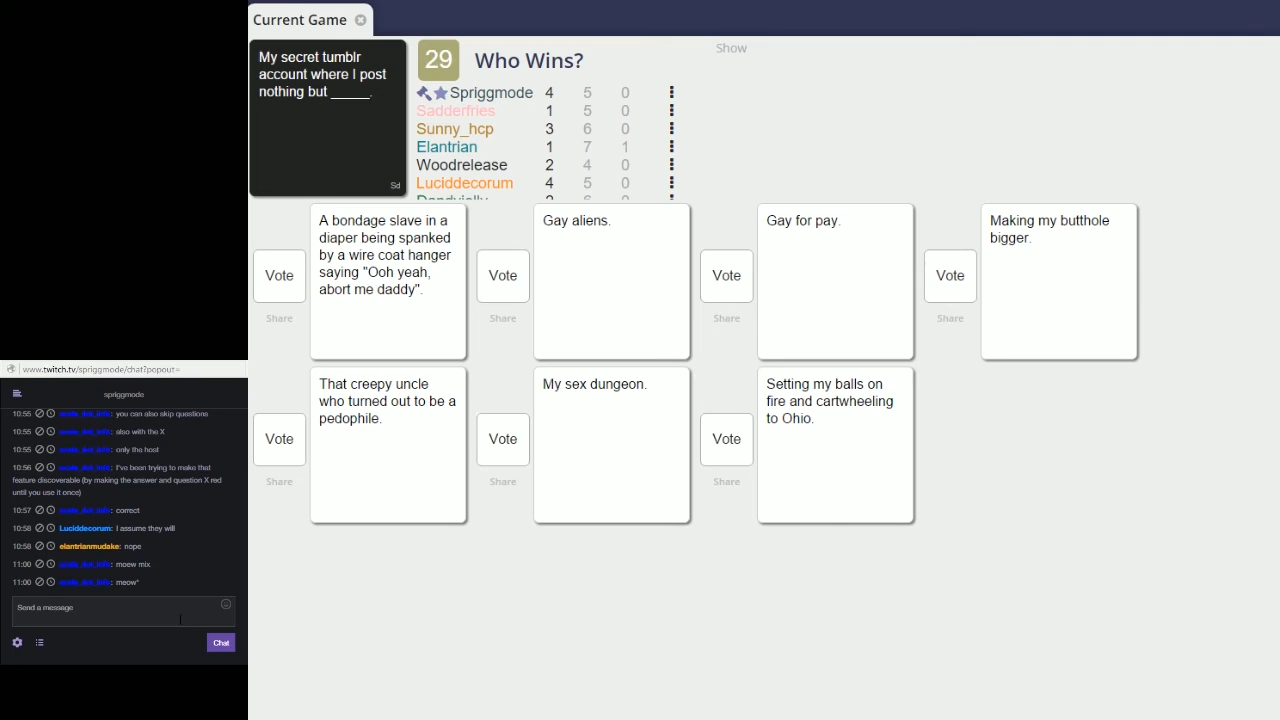 Current Game
My secret tumblr
account where I post
nothing but _____.
Sd
29 Who Wins?
Show
Spriggmode 4 5 0
Sadderfries 1 5 0
Sunny_hcp 3 6 0
Elantrian 1 7 1
Woodrelease 2 4 0
Luciddecorum 4 5 0
Vote
Share
A bondage slave in a
diaper being spanked
by a wire coat hanger
saying "Ooh yeah,
abort me daddy".
Vote
Share
Gay aliens.
Vote
Share
Gay for pay.
Vote
Share
Making my butthole
bigger.
Vote
Share
That creepy uncle
who turned out to be a
pedophile.
Vote
Share
My sex dungeon.
Vote
Share
Setting my balls on
fire and cartwheeling
to Ohio.
www.twitch.tv/spriggmode/chat?popout=
spriggmode
10:55 : you can also skip questions
10:55 : also with the X
10:55 : only the host
10:56 : I've been trying to make that
feature discoverable (by making the answer and question X red
until you use it once)
10:57 : correct
10:58 Luciddecorum: I assume they will
10:58 elantrianmudake: nope
11:00 : moew mix
11:00 : meow*
Send a message
Chat